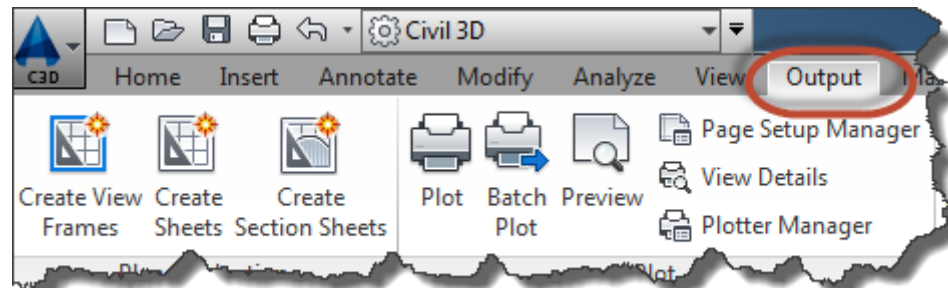 Civil 3D
C3D
Home Insert Annotate Modify Analyze View Output
Create View Frames
Create Sheets
Create Section Sheets
Plot
Batch Plot
Preview
Page Setup Manager
View Details
Plotter Manager
Plot